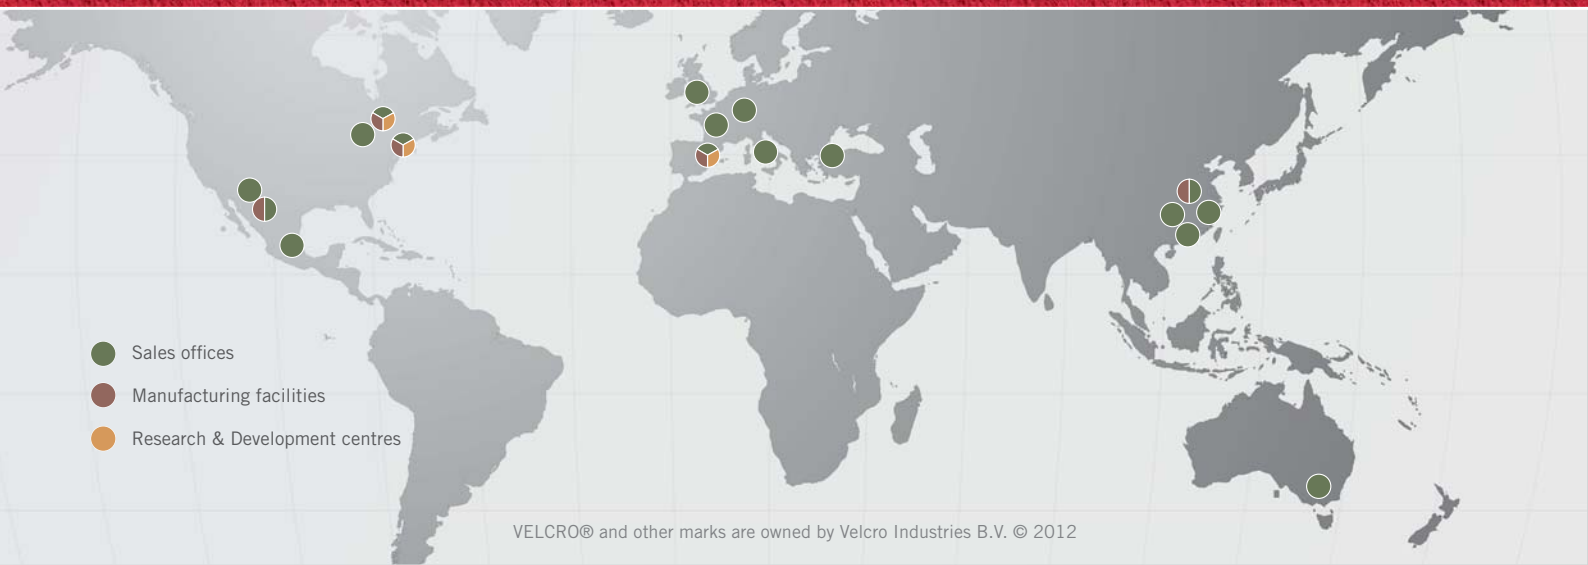 Sales offices
Manufacturing facilities
Research & Development centres
VELCRO® and other marks are owned by Velcro Industries B.V. © 2012